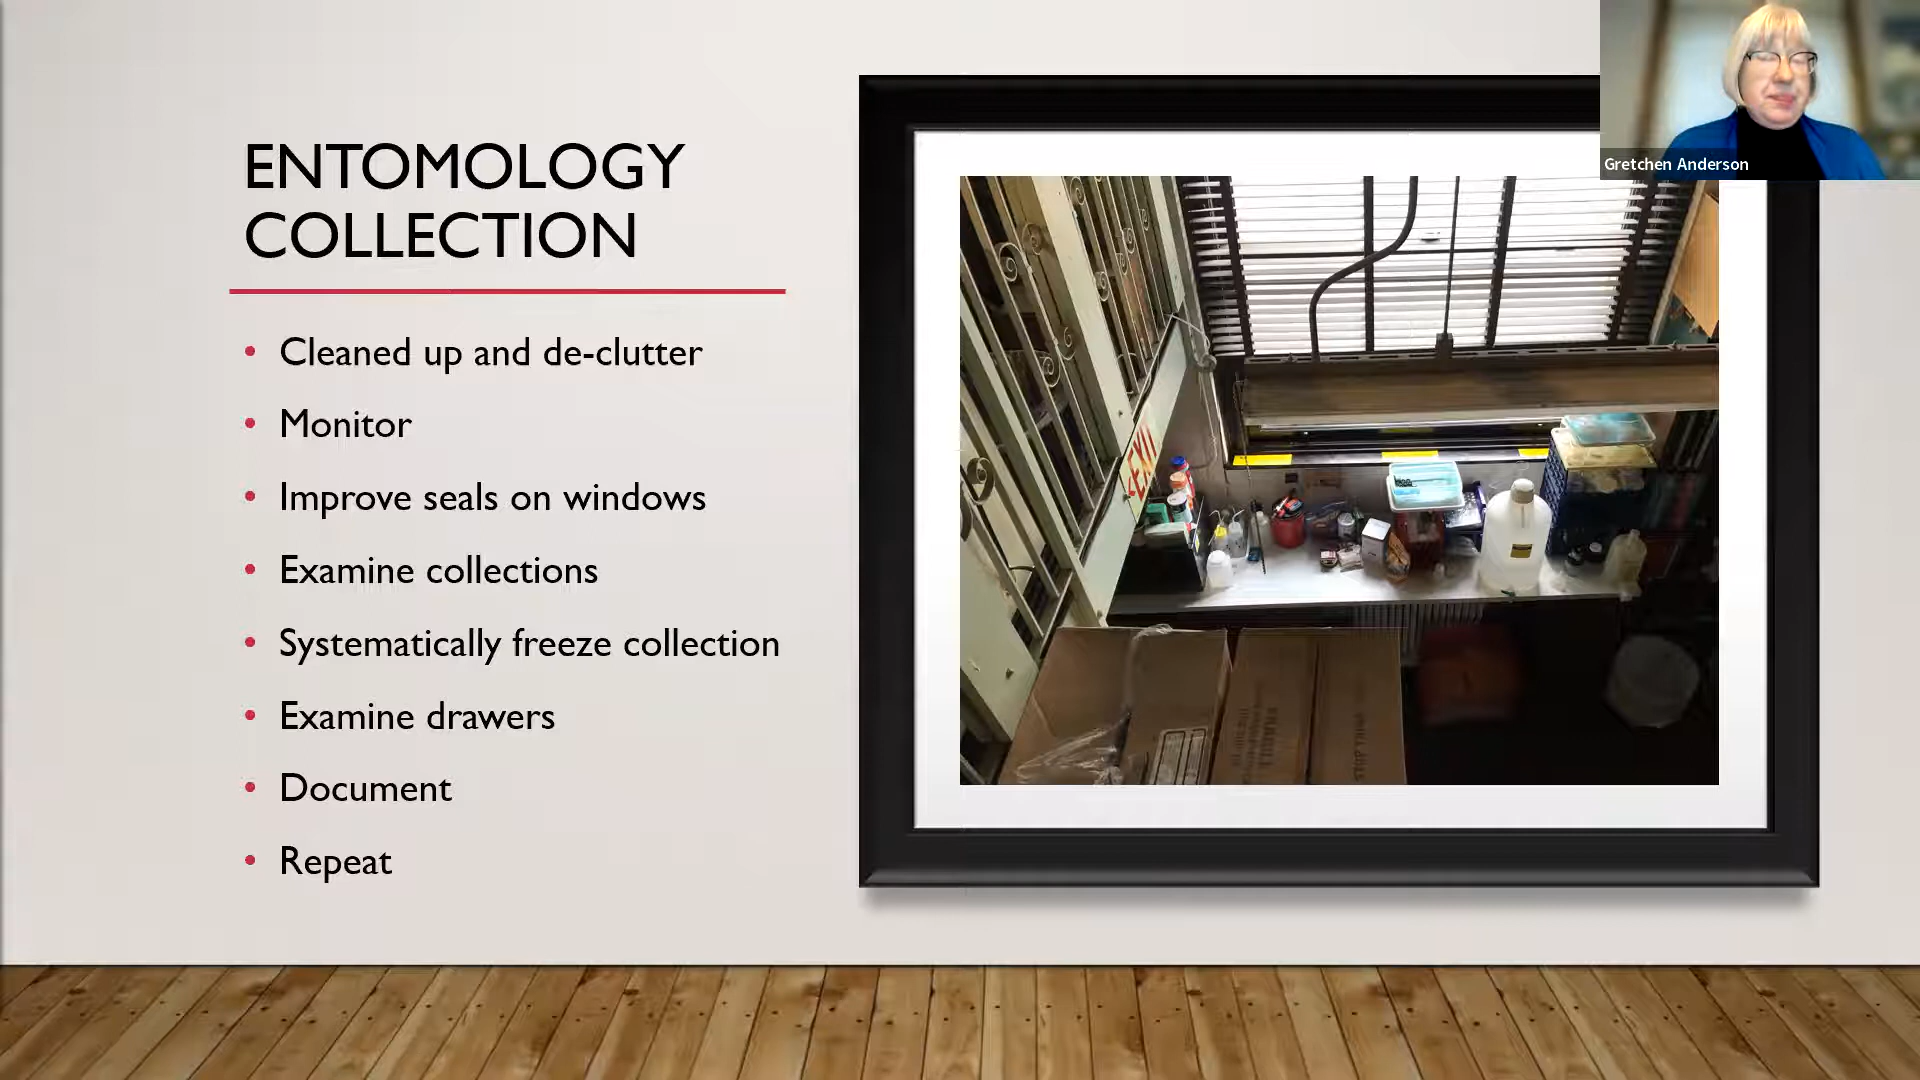 ENTOMOLOGY
COLLECTION
• Cleaned up and de-clutter
• Monitor
• Improve seals on windows
• Examine collections
• Systematically freeze collection
• Examine drawers
• Document
• Repeat
Gretchen Anderson
EXIT